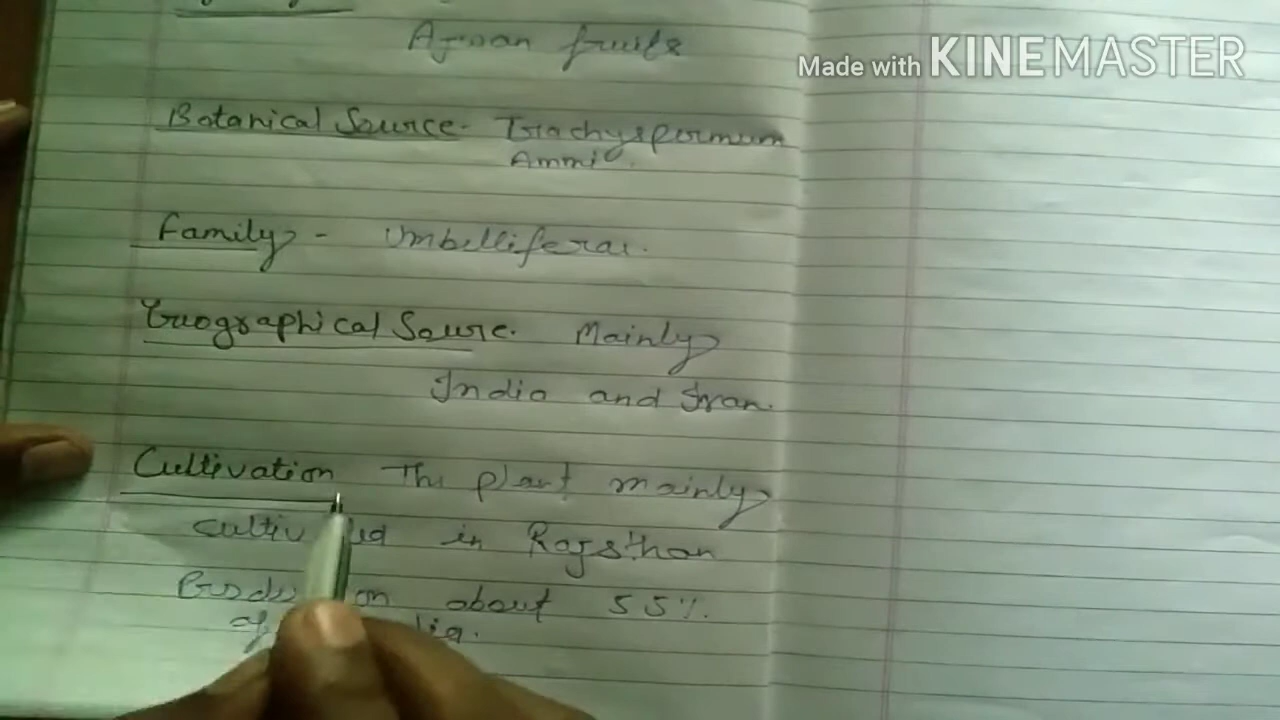 Ajwan fruits
Made with KINEMASTER
Botanical Source- Trachyspermum
Ammi.
Family - Umbelliferae.
Geographical Source. Mainly
India and Iran.
Cultivation The plant mainly
cultivated in Rajsthan
about 55%
of